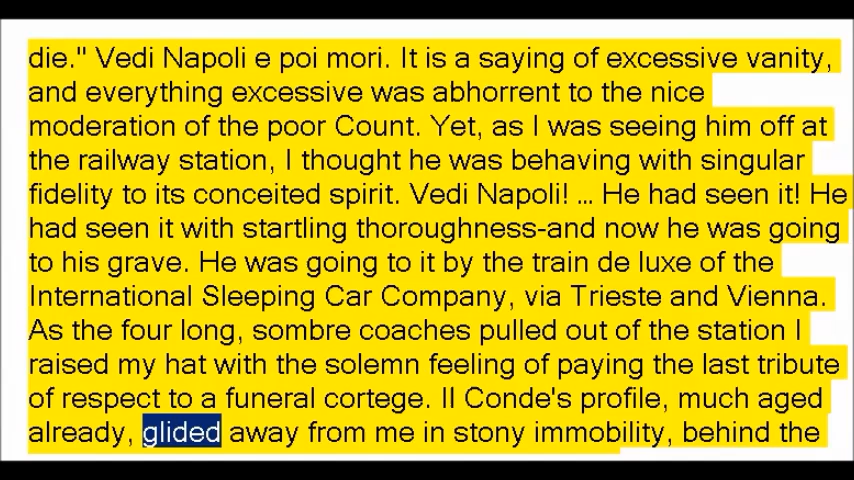 die." Vedi Napoli e poi mori. It is a saying of excessive vanity,
and everything excessive was abhorrent to the nice
moderation of the poor Count. Yet, as I was seeing him off at
the railway station, I thought he was behaving with singular
fidelity to its conceited spirit. Vedi Napoli! ... He had seen it! He
had seen it with startling thoroughness-and now he was going
to his grave. He was going to it by the train de luxe of the
International Sleeping Car Company, via Trieste and Vienna.
As the four long, sombre coaches pulled out of the station I
raised my hat with the solemn feeling of paying the last tribute
of respect to a funeral cortege. Il Conde's profile, much aged
already, glided away from me in stony immobility, behind the